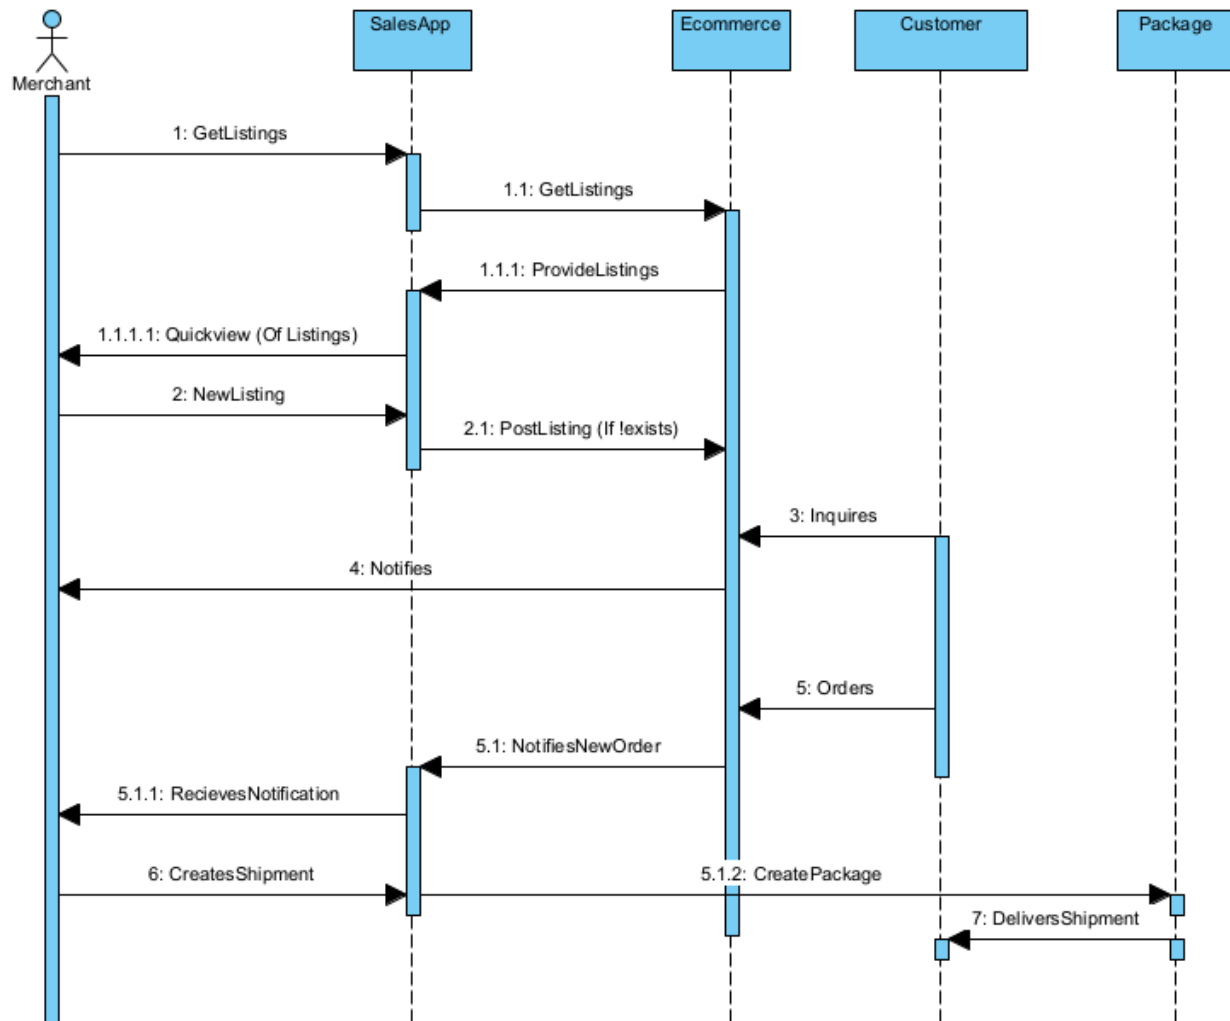 SalesApp
Ecommerce
Customer
Package
Merchant
1: GetListings
1.1: GetListings
1.1.1: ProvideListings
1.1.1.1: Quickview (Of Listings)
2: NewListing
2.1: PostListing (If !exists)
3: Inquires
4: Notifies
5: Orders
5.1: NotifiesNewOrder
5.1.1: RecievesNotification
6: CreatesShipment
5.1.2: CreatePackage
7: DeliversShipment